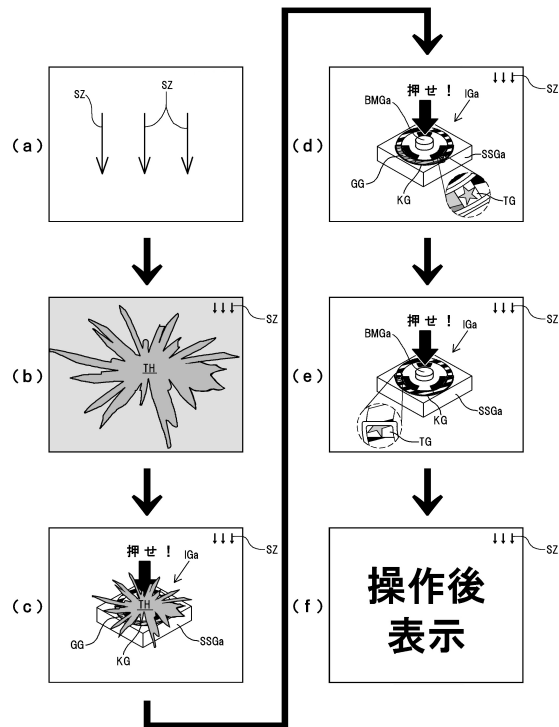 (a)
SZ
SZ
(b)
TH
SZ
(c)
押せ！
IGa
SZ
TH
GG
KG
SSGa
(d)
押せ！
BMGa
IGa
SZ
SSGa
GG
KG
TG
(e)
押せ！
BMGa
IGa
SZ
SSGa
KG
TG
(f)
SZ
操作後
表示